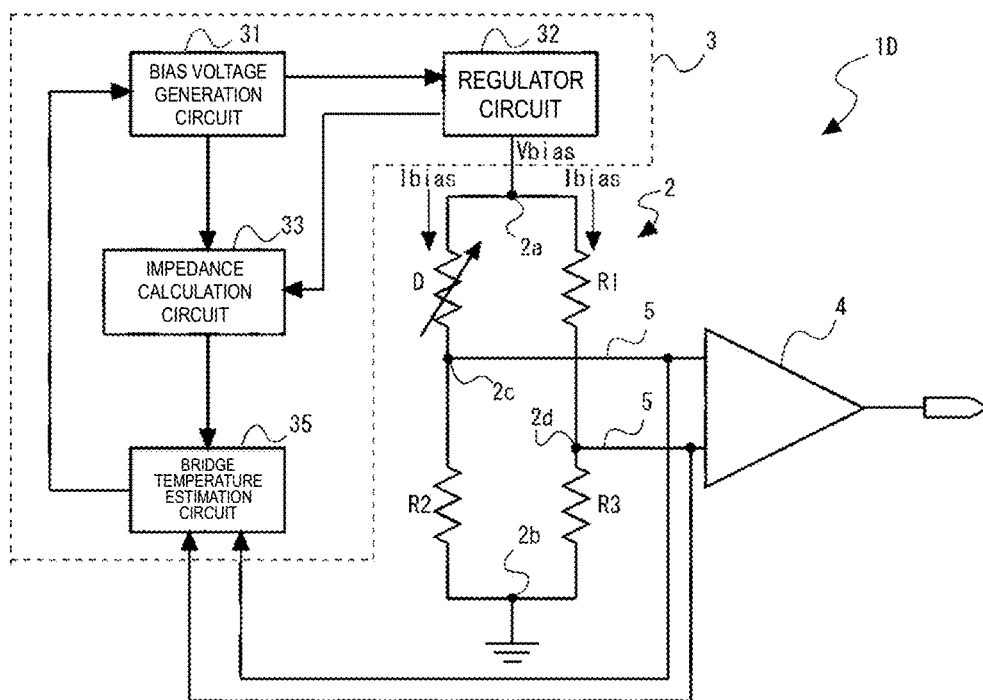 31
32
3
1D
BIAS VOLTAGE
GENERATION
CIRCUIT
REGULATOR
CIRCUIT
Vbias
Ibias
Ibias
2
2a
33
IMPEDANCE
CALCULATION
CIRCUIT
D
R1
5
4
2c
2d
5
35
BRIDGE
TEMPERATURE
ESTIMATION
CIRCUIT
R2
R3
2b